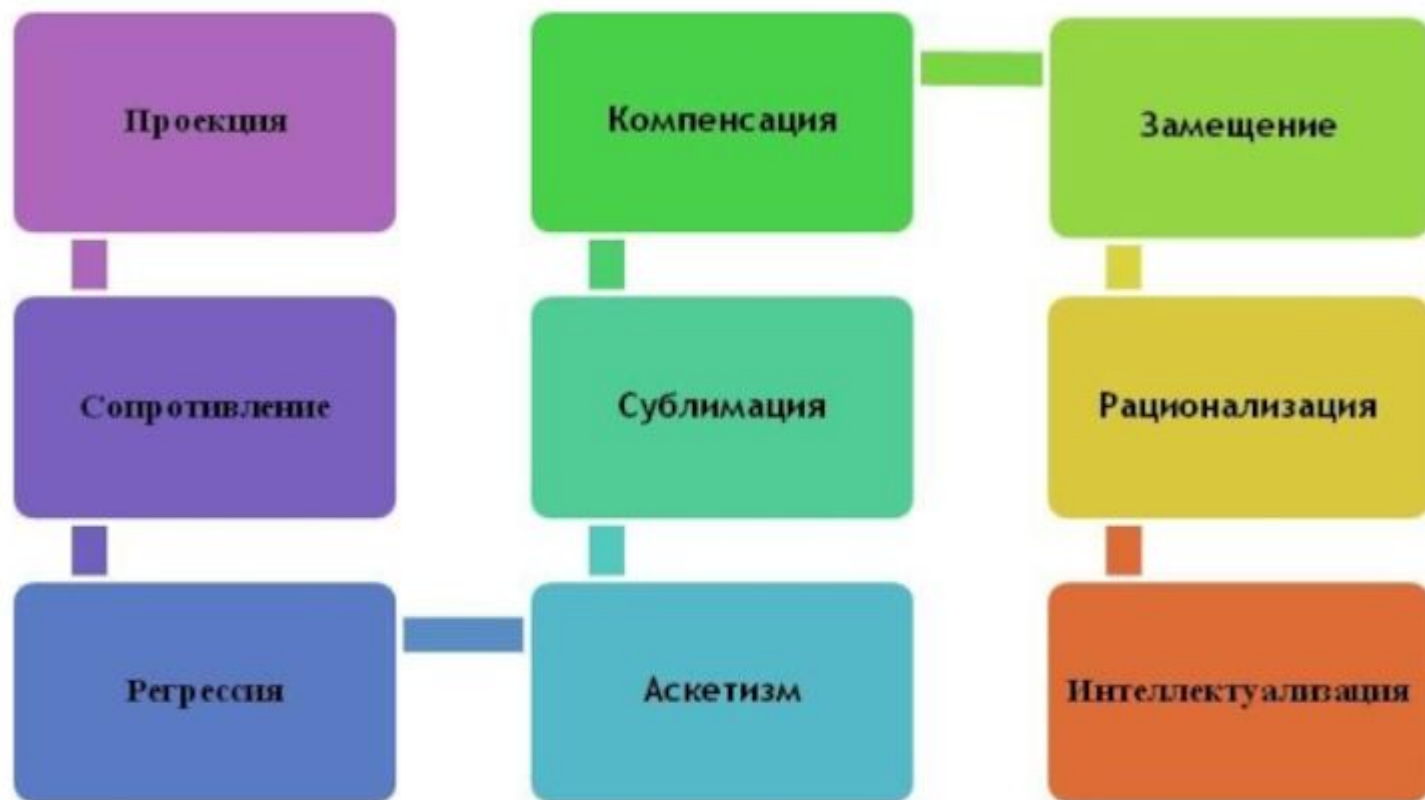 Проекция
Сопротивление
Регрессия
Аскетизм
Сублимация
Компенсация
Замещение
Рационализация
Интеллектуализация